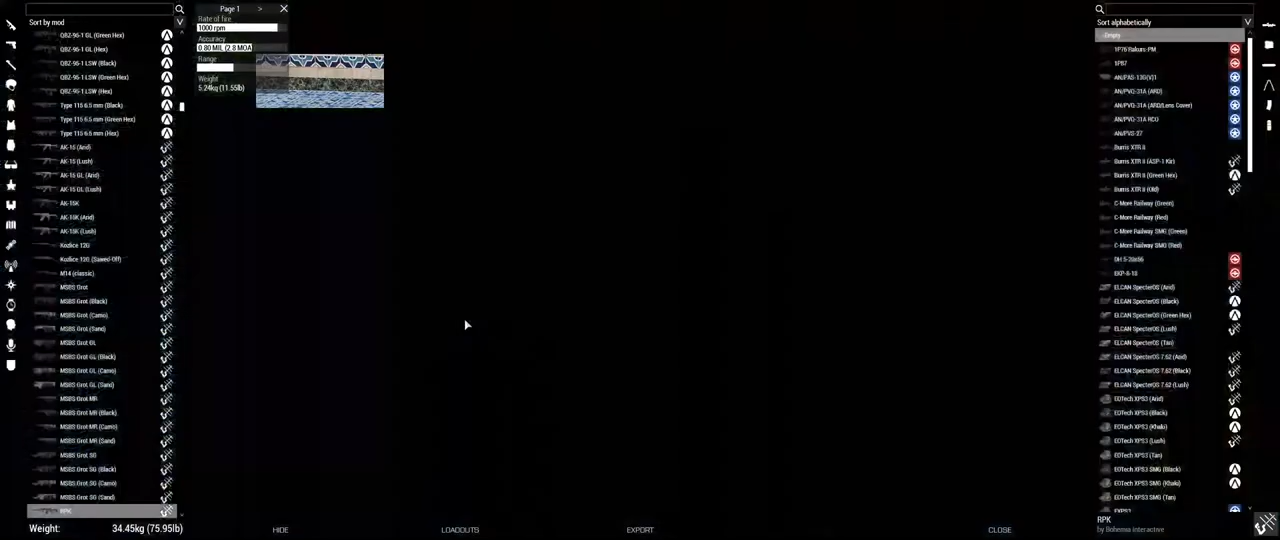 Sort by mod
QBZ-95-1 GL (Green Hex)
QBZ-95-1 GL (Hex)
QBZ-95-1 LSW (Black)
QBZ-95-1 LSW (Green Hex)
QBZ-95-1 LSW (Hex)
Type 115 6.5 mm (Black)
Type 115 6.5 mm (Green Hex)
Type 115 6.5 mm (Hex)
AK-15 (Arid)
AK-15 (Lush)
AK-15 GL (Arid)
AK-15 GL (Lush)
AK-15K
AK-15K (Arid)
AK-15K (Lush)
Kozlice 12G
Kozlice 12G (Sawed-Off)
M14 (classic)
MSBS Grot
MSBS Grot (Black)
MSBS Grot (Camo)
MSBS Grot (Sand)
MSBS Grot GL
MSBS Grot GL (Black)
MSBS Grot GL (Camo)
MSBS Grot GL (Sand)
MSBS Grot MR
MSBS Grot MR (Black)
MSBS Grot MR (Camo)
MSBS Grot MR (Sand)
MSBS Grot SG
MSBS Grot SG (Black)
MSBS Grot SG (Camo)
MSBS Grot SG (Sand)
RPK
Weight: 34.45kg (75.95lb)
Page 1 >
Rate of fire
1000 rpm
Accuracy
0.80 MIL (2.8 MOA)
Range
Weight
5.24kg (11.55lb)
HIDE
LOADOUTS
EXPORT
CLOSE
Sort alphabetically
Empty
1P76 Rakurs-PM
1P87
AN/PAS-13G(V)1
AN/PVG-31A (ARD)
AN/PVG-31A (ARD/Lens Cover)
AN/PVG-31A RCO
AN/PVS-27
Burris XTR II
Burris XTR II (ASP-1 Kir)
Burris XTR II (Green Hex)
Burris XTR II (Old)
C-More Railway (Green)
C-More Railway (Red)
C-More Railway SMG (Green)
C-More Railway SMG (Red)
DH 5-20x56
EKP-8-18
ELCAN SpecterOS (Arid)
ELCAN SpecterOS (Black)
ELCAN SpecterOS (Green Hex)
ELCAN SpecterOS (Lush)
ELCAN SpecterOS (Tan)
ELCAN SpecterOS 7.62 (Arid)
ELCAN SpecterOS 7.62 (Black)
ELCAN SpecterOS 7.62 (Lush)
EOTech XPS3 (Arid)
EOTech XPS3 (Black)
EOTech XPS3 (Khaki)
EOTech XPS3 (Lush)
EOTech XPS3 (Tan)
EOTech XPS3 SMG (Black)
EOTech XPS3 SMG (Khaki)
EOTech XPS3 SMG (Tan)
EXPS3
RPK
by Bohemia Interactive